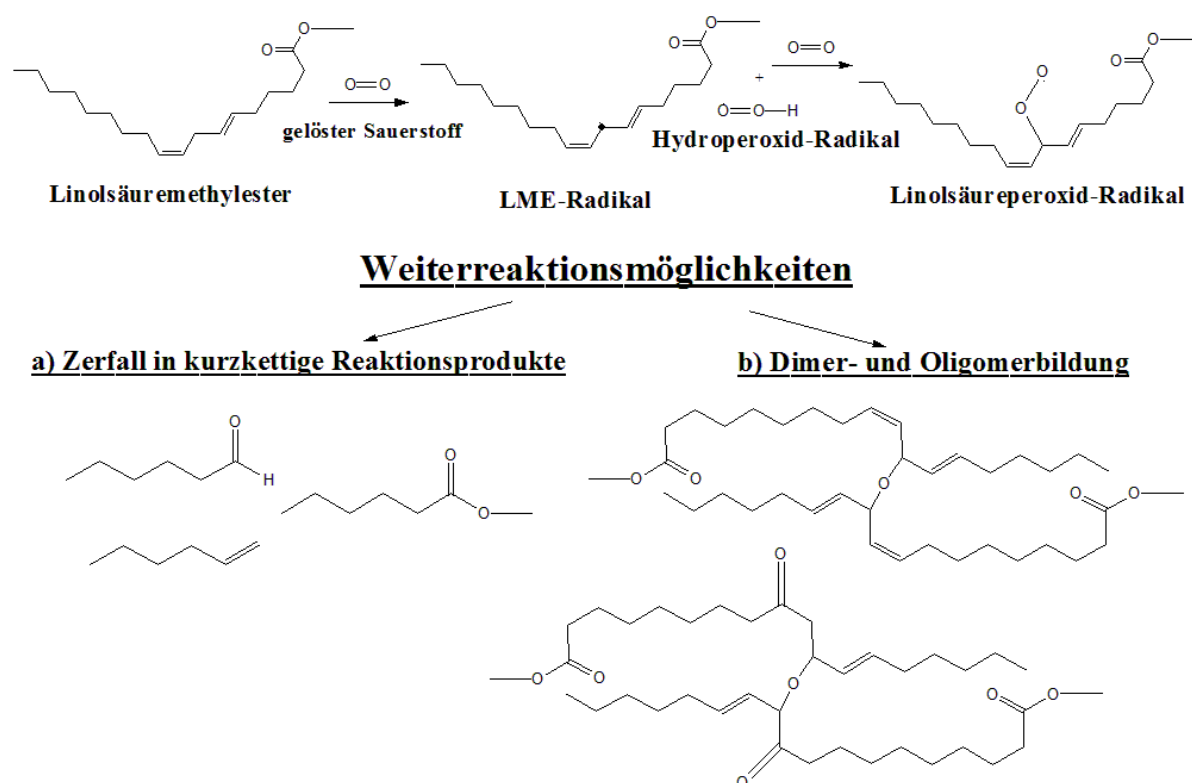 O
O
O=O
gelöster Sauerstoff
Linolsäuremethylester
O
O
LME-Radikal
O=O
+
O=O-H
Hydroperoxid-Radikal
O
O
O
O
Linolsäureperoxid-Radikal
Weiterreaktionsmöglichkeiten
a) Zerfall in kurzkettige Reaktionsprodukte
b) Dimer- und Oligomerbildung
O
H
O
O
O
O
O
O
O
O
O
O
O
O
O
O